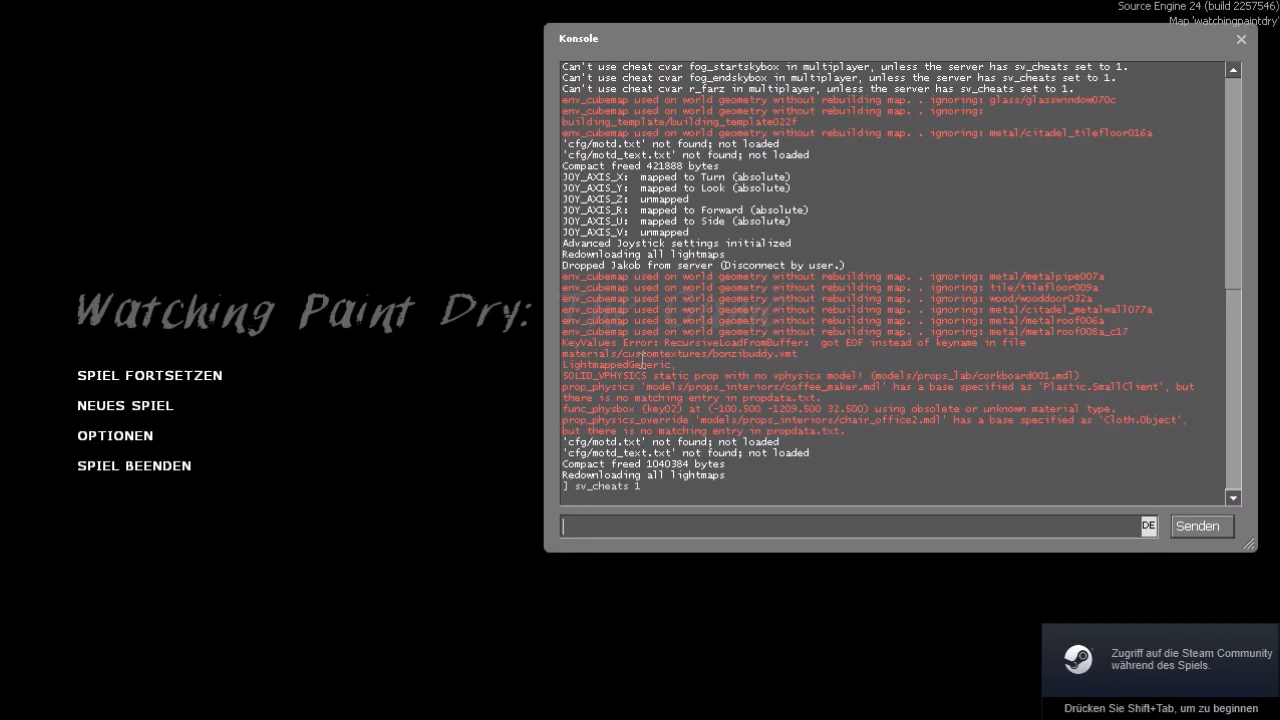 Source Engine 24 (build 2257546)
Map 'watchingpaintdry'
Konsole
Can't use cheat cvar fog_startskybox in multiplayer, unless the server has sv_cheats set to 1.
Can't use cheat cvar fog_endskybox in multiplayer, unless the server has sv_cheats set to 1.
Can't use cheat cvar r_farz in multiplayer, unless the server has sv_cheats set to 1.
env_cubemap used on world geometry without rebuilding map. . ignoring: glass/glasswindow070c
env_cubemap used on world geometry without rebuilding map. . ignoring:
building_template/building_template022f
env_cubemap used on world geometry without rebuilding map. . ignoring: metal/citadel_tilefloor016a
'cfg/motd.txt' not found; not loaded
'cfg/motd_text.txt' not found; not loaded
Compact freed 421888 bytes
JOY_AXIS_X: mapped to Turn (absolute)
JOY_AXIS_Y: mapped to Look (absolute)
JOY_AXIS_Z: unmapped
JOY_AXIS_R: mapped to Forward (absolute)
JOY_AXIS_U: mapped to Side (absolute)
JOY_AXIS_V: unmapped
Advanced Joystick settings initialized
Redownloading all lightmaps
Dropped Jakob from server (Disconnect by user.)
env_cubemap used on world geometry without rebuilding map. . ignoring: metal/metalpipe007a
env_cubemap used on world geometry without rebuilding map. . ignoring: tile/tilefloor009a
env_cubemap used on world geometry without rebuilding map. . ignoring: wood/wooddoor032a
env_cubemap used on world geometry without rebuilding map. . ignoring: metal/citadel_metalwall077a
env_cubemap used on world geometry without rebuilding map. . ignoring: metal/metalroof006a
env_cubemap used on world geometry without rebuilding map. . ignoring: metal/metalroof008a_c17
KeyValues Error: RecursiveLoadFromBuffer: got EOF instead of keyname in file
materials/customtextures/bonzibuddy.vmt
LightmappedGeneric,
SOLID_VPHYSICS static prop with no vphysics model! (models/props_lab/corkboard001.mdl)
prop_physics 'models/props_interiors/coffee_maker.mdl' has a base specified as 'Plastic.SmallClient', but
there is no matching entry in propdata.txt.
func_physbox (key02) at (-100.500 -1209.500 32.500) using obsolete or unknown material type.
prop_physics_override 'models/props_interiors/chair_office2.mdl' has a base specified as 'Cloth.Object',
but there is no matching entry in propdata.txt.
'cfg/motd.txt' not found; not loaded
'cfg/motd_text.txt' not found; not loaded
Compact freed 1040384 bytes
Redownloading all lightmaps
] sv_cheats 1
DE
Senden
Watching Paint Dry:
SPIEL FORTSETZEN
NEUES SPIEL
OPTIONEN
SPIEL BEENDEN
Zugriff auf die Steam Community
während des Spiels.
Drücken Sie Shift+Tab, um zu beginnen